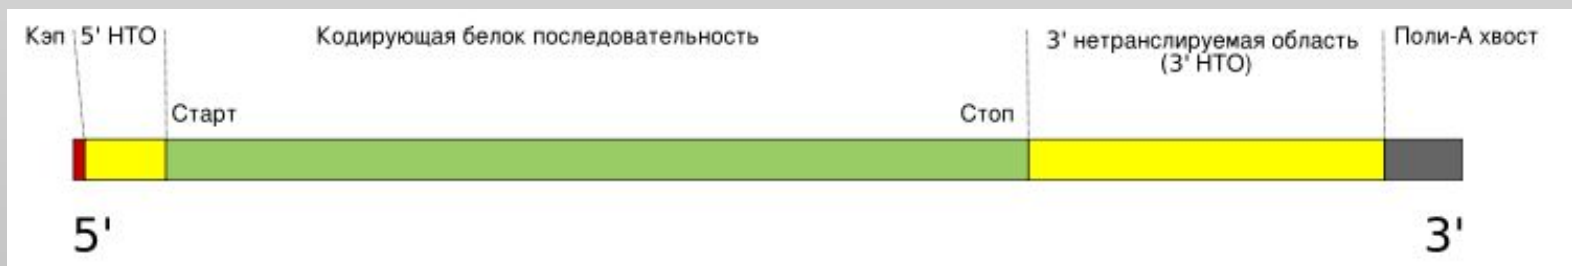 Кэп
5' НТО
Кодирующая белок последовательность
3' нетранслируемая область
(3' НТО)
Поли-А хвост
Старт
Стоп
5'
3'